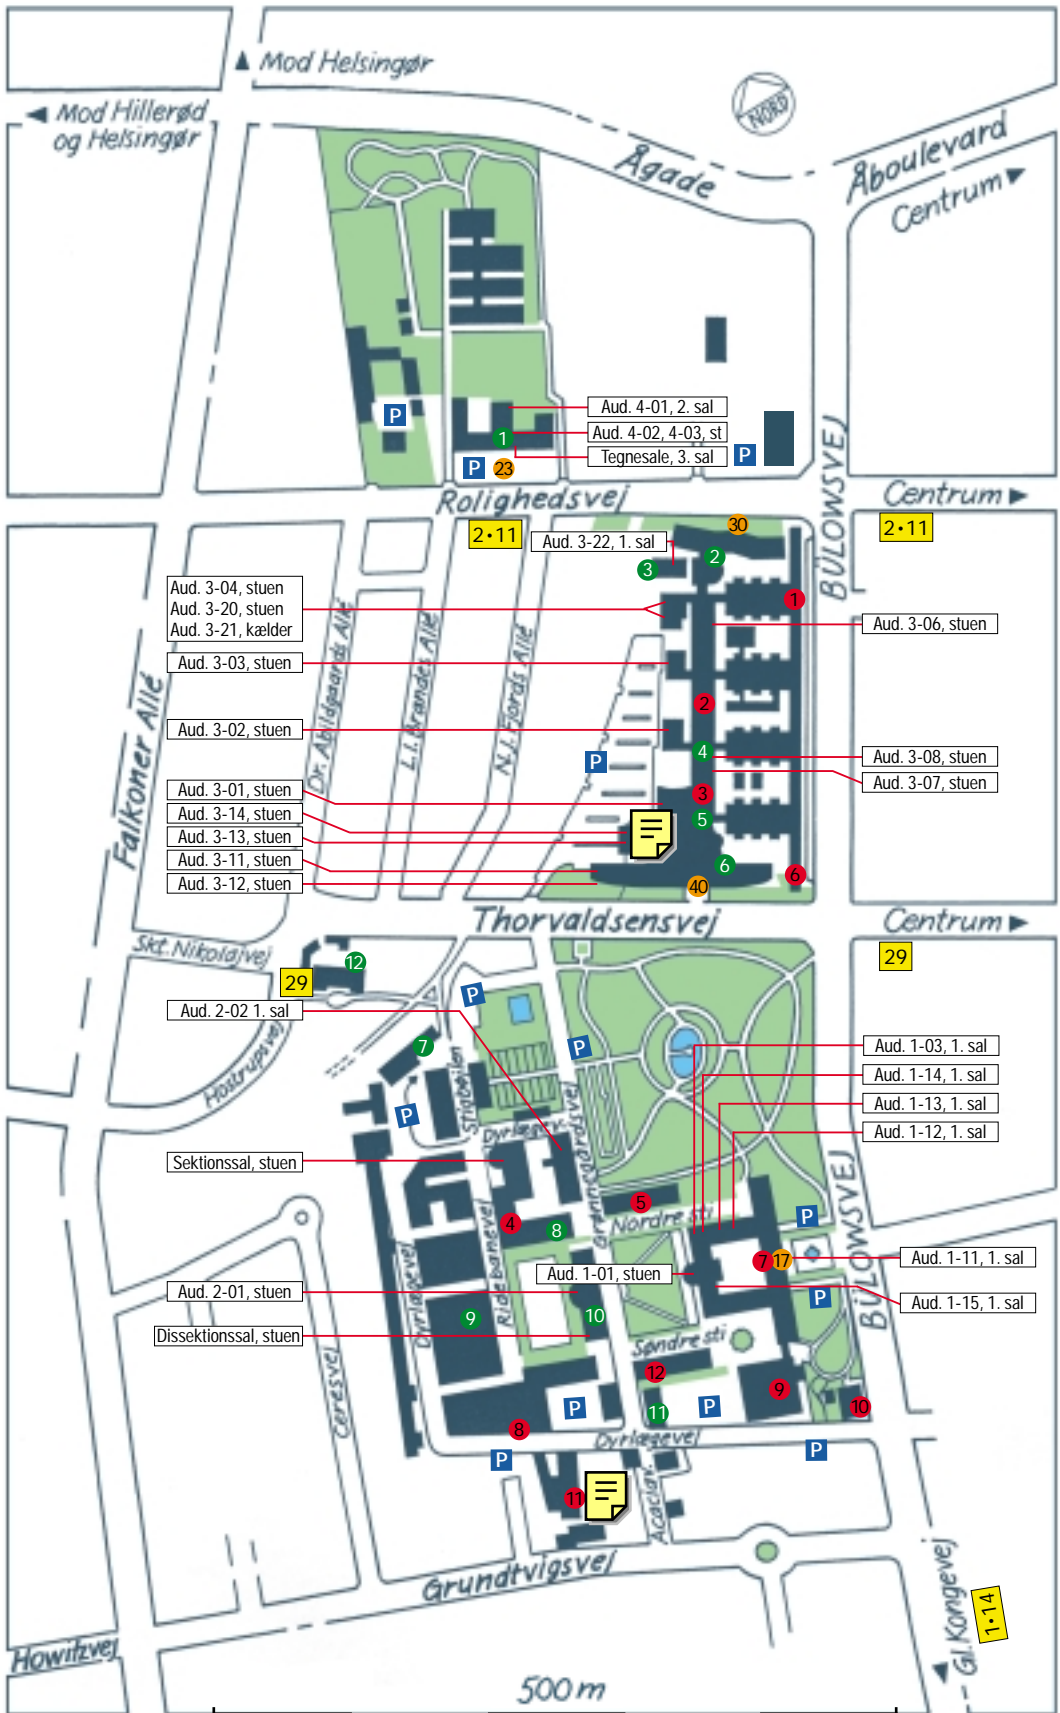 Mod Helsingør
Mod Hillerød
og Helsingør
NORD
Ågade
Åboulevard
Centrum
P
Aud. 4-01, 2. sal
1
Aud. 4-02, 4-03, st
Tegnesale, 3. sal
P
P
23
BÜLOWSVEJ
Rolighedsvej
Centrum
2•11
2•11
30
Aud. 3-22, 1. sal
2
3
Aud. 3-04, stuen
Aud. 3-20, stuen
Aud. 3-21, kælder
1
Aud. 3-06, stuen
Aud. 3-03, stuen
Falkoner Allé
Dr. Abildgaards Allé
L.I. Brandes Allé
N.J. Fjords Allé
2
Aud. 3-02, stuen
4
P
Aud. 3-08, stuen
Aud. 3-07, stuen
Aud. 3-01, stuen
3
Aud. 3-14, stuen
5
Aud. 3-13, stuen
Aud. 3-11, stuen
6
6
Aud. 3-12, stuen
40
Thorvaldsensvej
Centrum
Skt. Nikolajvej
12
29
29
P
Aud. 2-02 1. sal
7
P
Aud. 1-03, 1. sal
Aud. 1-14, 1. sal
Hostrupsvej
P
Stigbøjlen
Aud. 1-13, 1. sal
Dyrlægev.
Aud. 1-12, 1. sal
Sektionssal, stuen
Grønnegårdsvej
5
4
8
Nordre sti
P
BÜLOWSVEJ
7
17
Aud. 1-11, 1. sal
Aud. 1-01, stuen
Aud. 2-01, stuen
Ridebanevej
Dyrlægevej
P
Aud. 1-15, 1. sal
9
10
Dissektionssal, stuen
Søndre sti
Ceresvej
12
9
P
11
P
10
8
Dyrlægevej
P
P
11
Acaciav.
Grundtvigsvej
Gl. Kongevej
1•14
Howitzvej
500 m